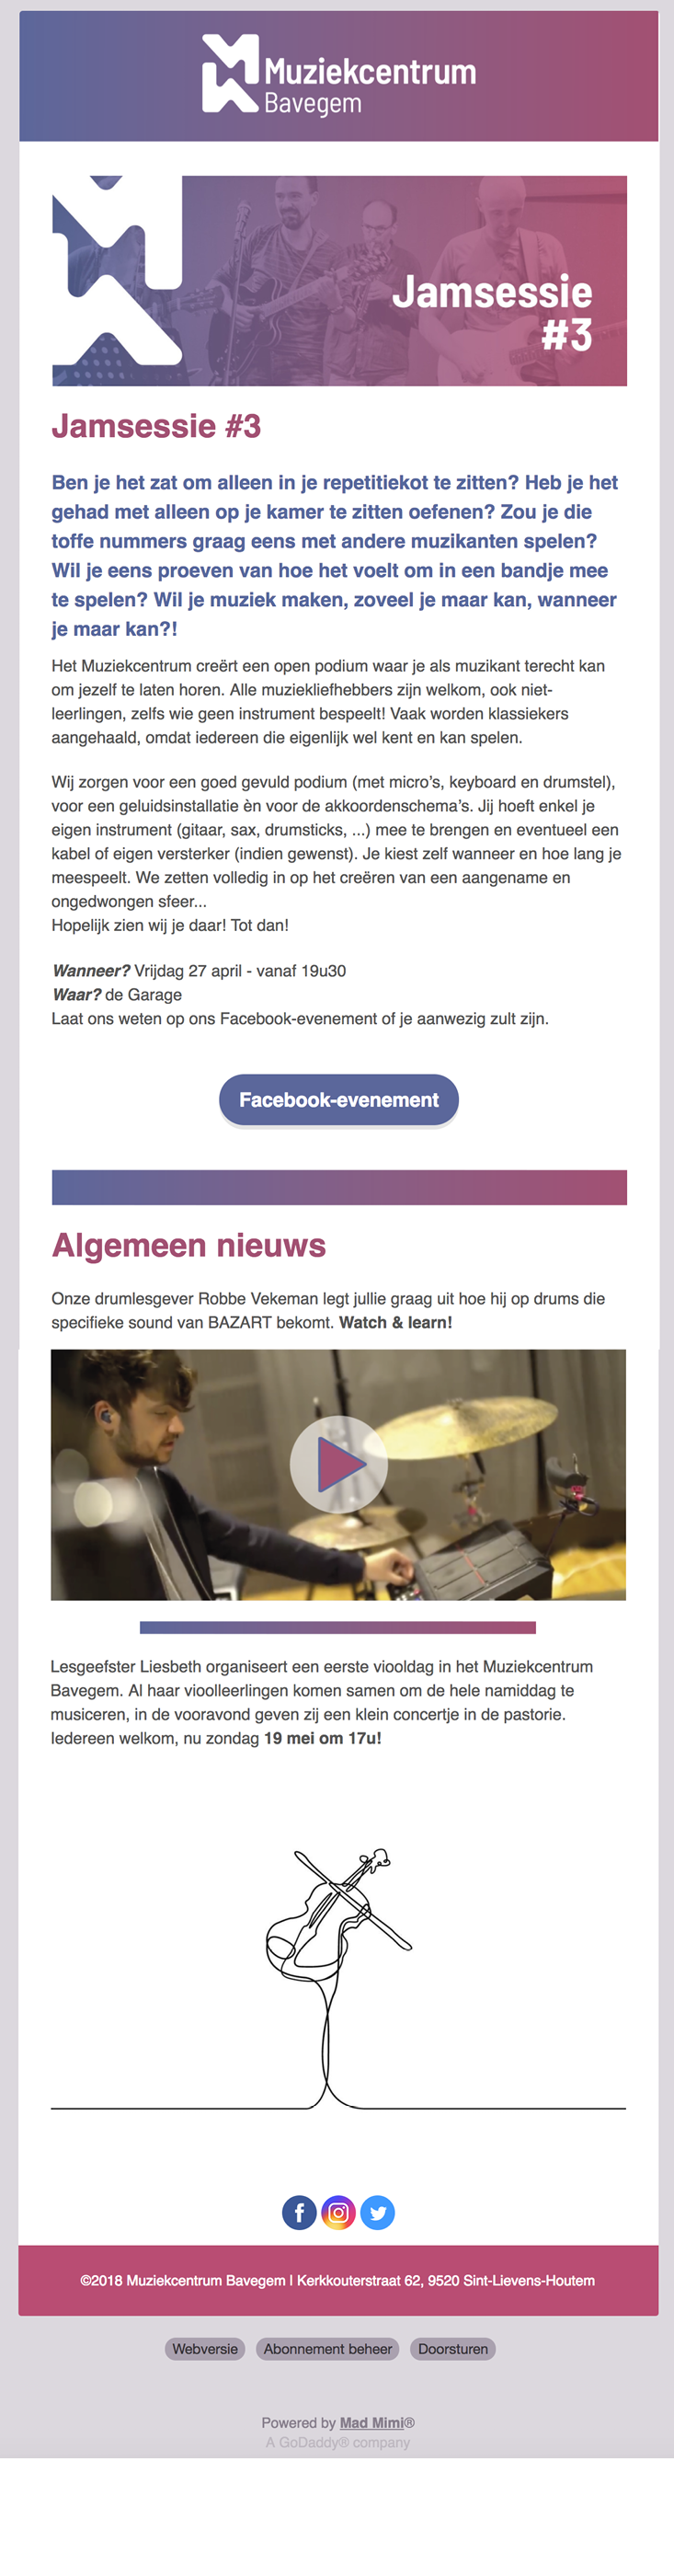 Muziekcentrum
Bavegem
Jamsessie
#3
Jamsessie #3
Ben je het zat om alleen in je repetitiekot te zitten? Heb je het
gehad met alleen op je kamer te zitten oefenen? Zou je die
toffe nummers graag eens met andere muzikanten spelen?
Wil je eens proeven van hoe het voelt om in een bandje mee
te spelen? Wil je muziek maken, zoveel je maar kan, wanneer
je maar kan?!
Het Muziekcentrum creërt een open podium waar je als muzikant terecht kan
om jezelf te laten horen. Alle muziekliefhebbers zijn welkom, ook niet-
leerlingen, zelfs wie geen instrument bespeelt! Vaak worden klassiekers
aangehaald, omdat iedereen die eigenlijk wel kent en kan spelen.
Wij zorgen voor een goed gevuld podium (met micro's, keyboard en drumstel),
voor een geluidsinstallatie èn voor de akkoordenschema's. Jij hoeft enkel je
eigen instrument (gitaar, sax, drumsticks, ...) mee te brengen en eventueel een
kabel of eigen versterker (indien gewenst). Je kiest zelf wanneer en hoe lang je
meespeelt. We zetten volledig in op het creëren van een aangename en
ongedwongen sfeer...
Hopelijk zien wij je daar! Tot dan!
Wanneer? Vrijdag 27 april - vanaf 19u30
Waar? de Garage
Laat ons weten op ons Facebook-evenement of je aanwezig zult zijn.
Facebook-evenement
Algemeen nieuws
Onze drumlesgever Robbe Vekeman legt jullie graag uit hoe hij op drums die
specifieke sound van BAZART bekomt. Watch & learn!
Lesgeefster Liesbeth organiseert een eerste viooldag in het Muziekcentrum
Bavegem. Al haar vioolleerlingen komen samen om de hele namiddag te
musiceren, in de vooravond geven zij een klein concertje in de pastorie.
Iedereen welkom, nu zondag 19 mei om 17u!
©2018 Muziekcentrum Bavegem I Kerkkouterstraat 62, 9520 Sint-Lievens-Houtem
Webversie Abonnement beheer Doorsturen
Powered by Mad Mimi®
A GoDaddy® company